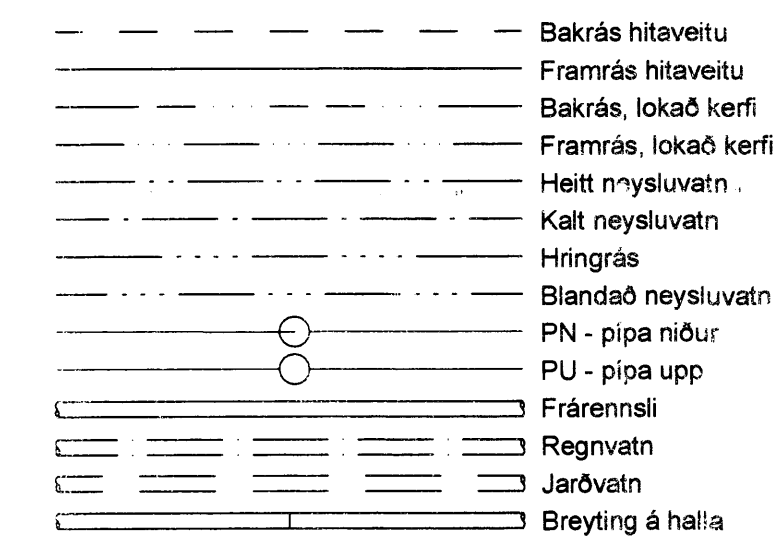 Bakrás hitaveitu
Framrás hitaveitu
Bakrás, lokað kerfi
Framrás, lokað kerfi
Heitt neysluvatn
Kalt neysluvatn
Hringrás
Blandað neysluvatn
PN - pípa niður
PU - pípa upp
Frárennsli
Regnvatn
Jarðvatn
Breyting á halla